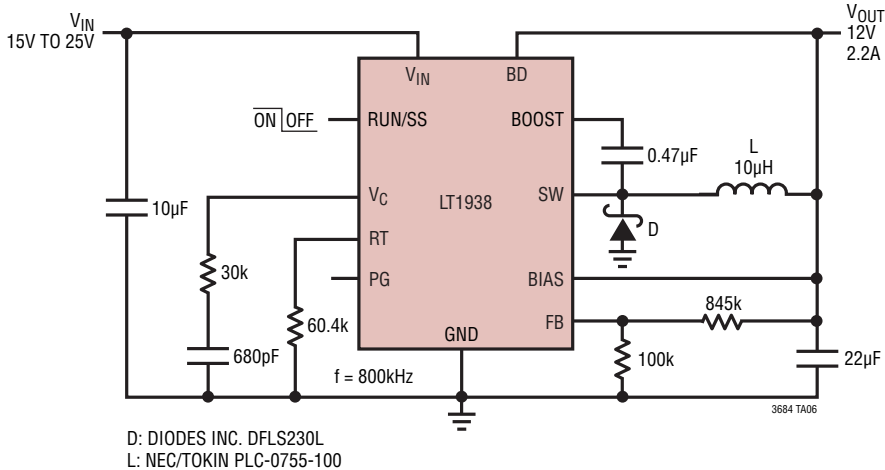 VIN
15V TO 25V
VOUT
12V
2.2A
VIN
BD
ON OFF
RUN/SS
BOOST
0.47µF
L
10µH
10µF
VC
LT1938
SW
D
RT
30k
PG
BIAS
845k
60.4k
FB
GND
680pF
100k
22µF
f = 800kHz
3684 TA06
D: DIODES INC. DFLS230L
L: NEC/TOKIN PLC-0755-100